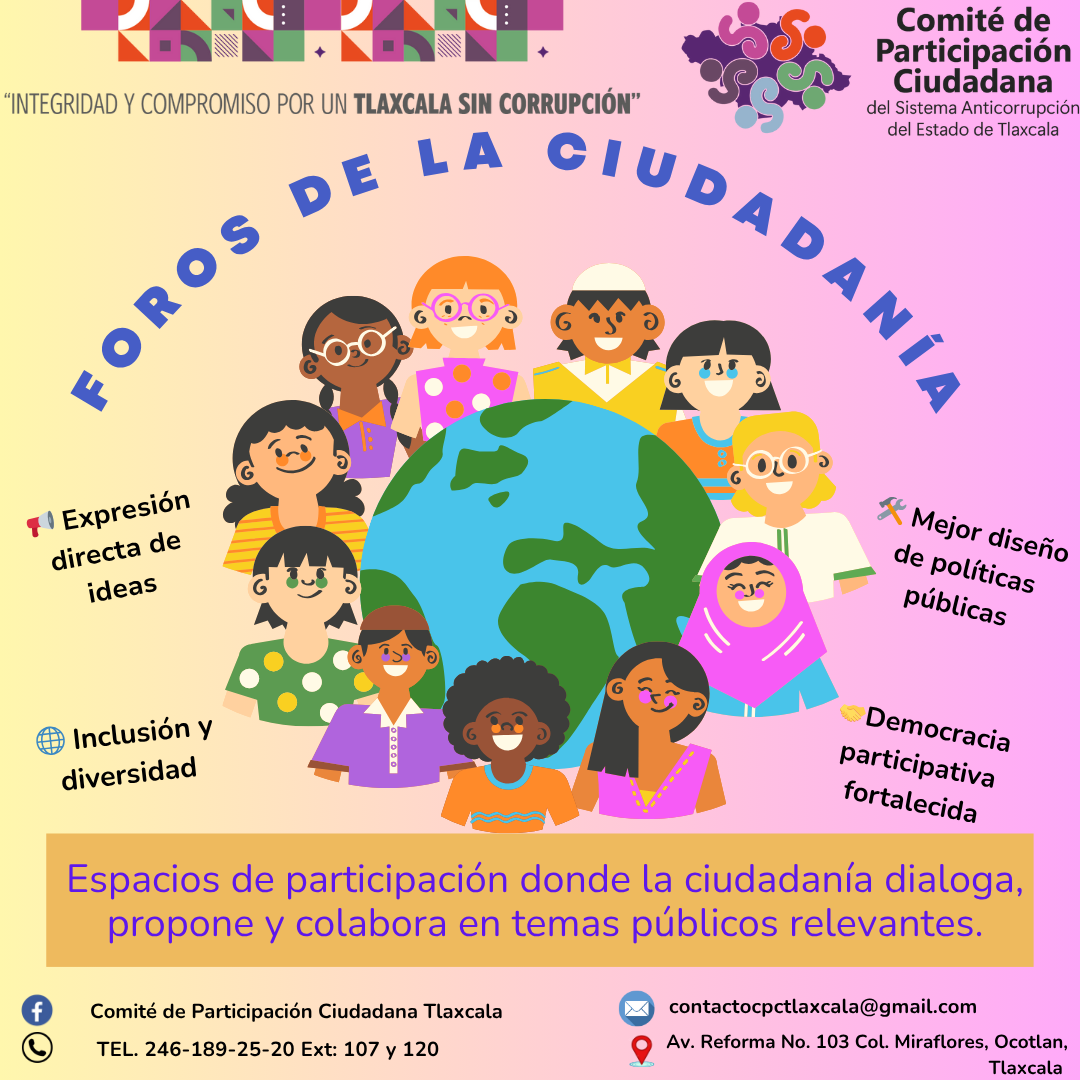 Comité de
Participación
Ciudadana
del Sistema Anticorrupción
del Estado de Tlaxcala
“INTEGRIDAD Y COMPROMISO POR UN TLAXCALA SIN CORRUPCIÓN”
FOROS DE LA CIUDADANÍA
Expresión
directa de
ideas
Mejor diseño
de políticas
públicas
Inclusión y
diversidad
Democracia
participativa
fortalecida
Espacios de participación donde la ciudadanía dialoga,
propone y colabora en temas públicos relevantes.
Comité de Participación Ciudadana Tlaxcala
TEL. 246-189-25-20 Ext: 107 y 120
contactocpctlaxcala@gmail.com
Av. Reforma No. 103 Col. Miraflores, Ocotlan,
Tlaxcala